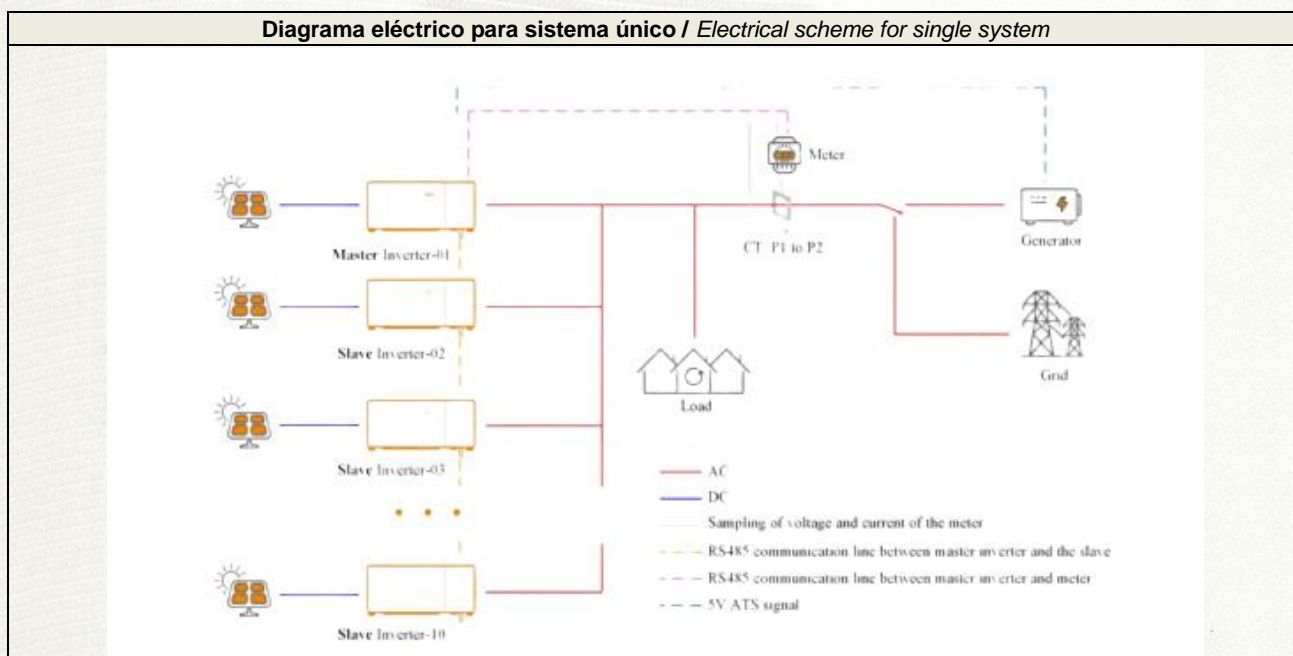 Diagrama eléctrico para sistema único / Electrical scheme for single system
Meter
CT P1 to P2
Generator
Master Inverter-01
Slave Inverter-02
Grid
Load
Slave Inverter-03
AC
DC
Sampling of voltage and current of the meter
RS485 communication line between master inverter and the slave
RS485 communication line between master inverter and meter
5V ATS signal
Slave Inverter-10